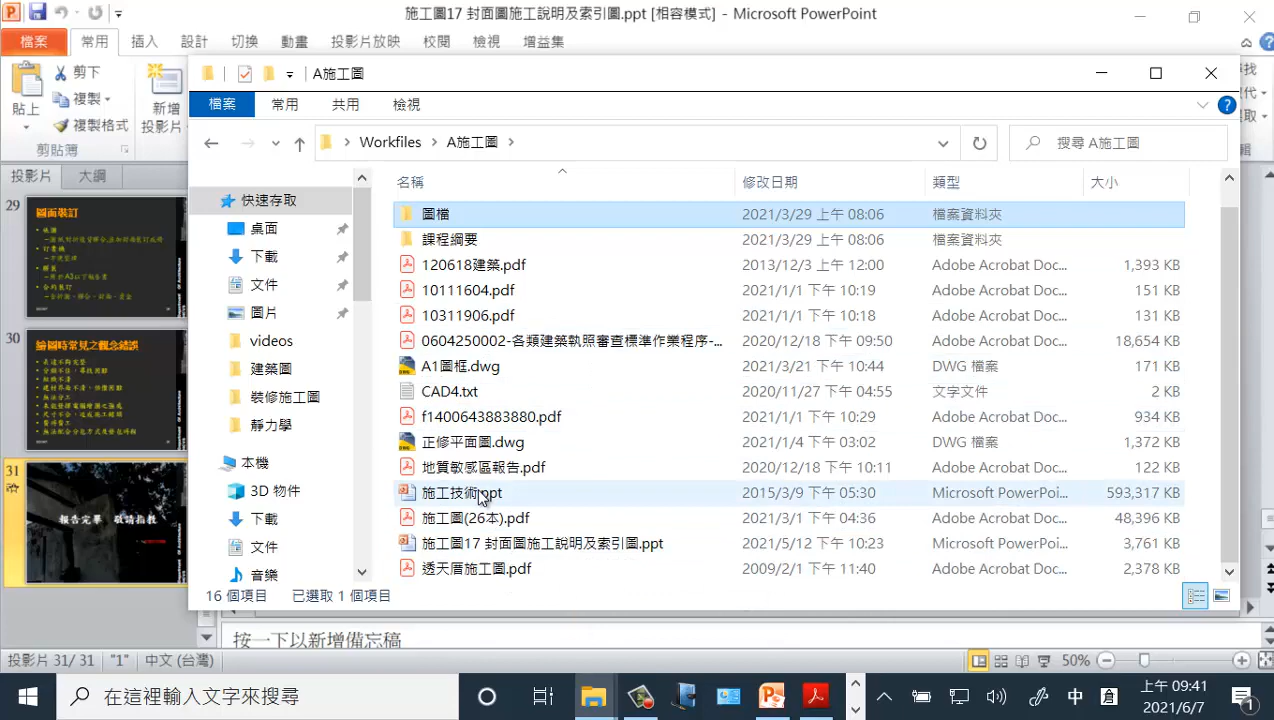 施工圖17 封面圖施工說明及索引圖.ppt [相容模式] - Microsoft PowerPoint
檔案 常用 插入 設計 切換 動畫 投影片放映 校閱 檢視 增益集
貼上
剪下
複製
複製格式
剪貼簿
新增
投影片
A施工圖
檔案 常用 共用 檢視
Workfiles A施工圖
搜尋 A施工圖
投影片 大綱
名稱 修改日期 類型 大小
快速存取
桌面
下載
文件
圖片
videos
建築圖
裝修施工圖
靜力學
本機
3D 物件
下載
文件
音樂
圖檔 2021/3/29 上午 08:06 檔案資料夾
課程綱要 2021/3/29 上午 08:06 檔案資料夾
120618建築.pdf 2013/12/3 上午 12:00 Adobe Acrobat Doc... 1,393 KB
10111604.pdf 2021/1/1 下午 10:19 Adobe Acrobat Doc... 151 KB
10311906.pdf 2021/1/1 下午 10:18 Adobe Acrobat Doc... 131 KB
0604250002-各類建築執照審查標準作業程序-... 2020/12/18 下午 09:50 Adobe Acrobat Doc... 18,654 KB
A1圖框.dwg 2021/3/21 下午 10:44 DWG 檔案 171 KB
CAD4.txt 2020/11/27 下午 04:55 文字文件 2 KB
f1400643883880.pdf 2021/1/1 下午 10:29 Adobe Acrobat Doc... 934 KB
正修平面圖.dwg 2021/1/4 下午 03:02 DWG 檔案 1,372 KB
地質敏感區報告.pdf 2020/12/18 下午 10:11 Adobe Acrobat Doc... 122 KB
施工技術.ppt 2015/3/9 下午 05:30 Microsoft PowerPoi... 593,317 KB
施工圖(26本).pdf 2021/3/1 下午 04:36 Adobe Acrobat Doc... 48,396 KB
施工圖17 封面圖施工說明及索引圖.ppt 2021/5/12 下午 10:23 Microsoft PowerPoi... 3,761 KB
透天厝施工圖.pdf 2009/2/1 下午 11:40 Adobe Acrobat Doc... 2,378 KB
16 個項目 已選取 1 個項目
29
圖面裝訂
30
繪圖時常見之觀念錯誤
31
報告完畢 敬請指教
按一下以新增備忘稿
投影片 31/ 31 "1" 中文 (台灣) 50%
在這裡輸入文字來搜尋
中
上午 09:41
2021/6/7
1